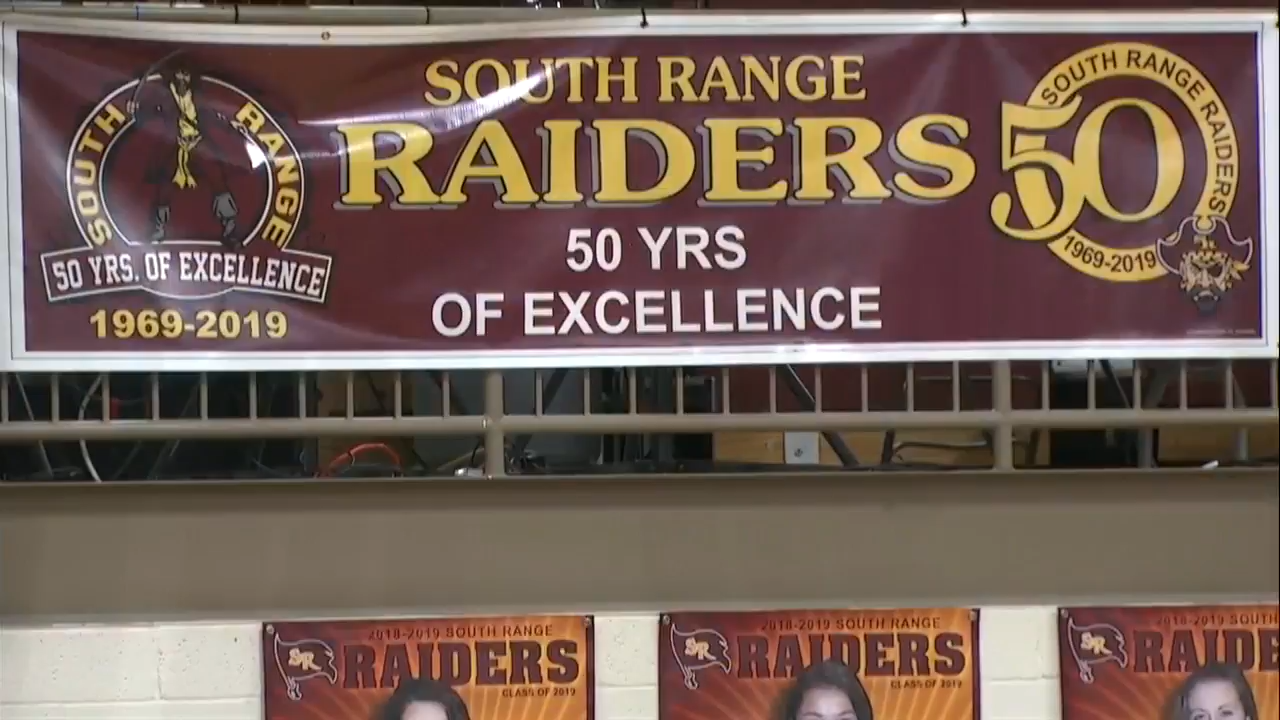 SOUTH RANGE
50 YRS. OF EXCELLENCE
1969-2019
SOUTH RANGE
RAIDERS
50 YRS
OF EXCELLENCE
SOUTH RANGE RAIDERS
50
1969-2019
2018-2019 SOUTH RANGE
SR
RAIDERS
CLASS OF 2019
2018-2019 SOUTH RANGE
SR
RAIDERS
CLASS OF 2019
2018-2019 SOUTH
SR
RAIDE